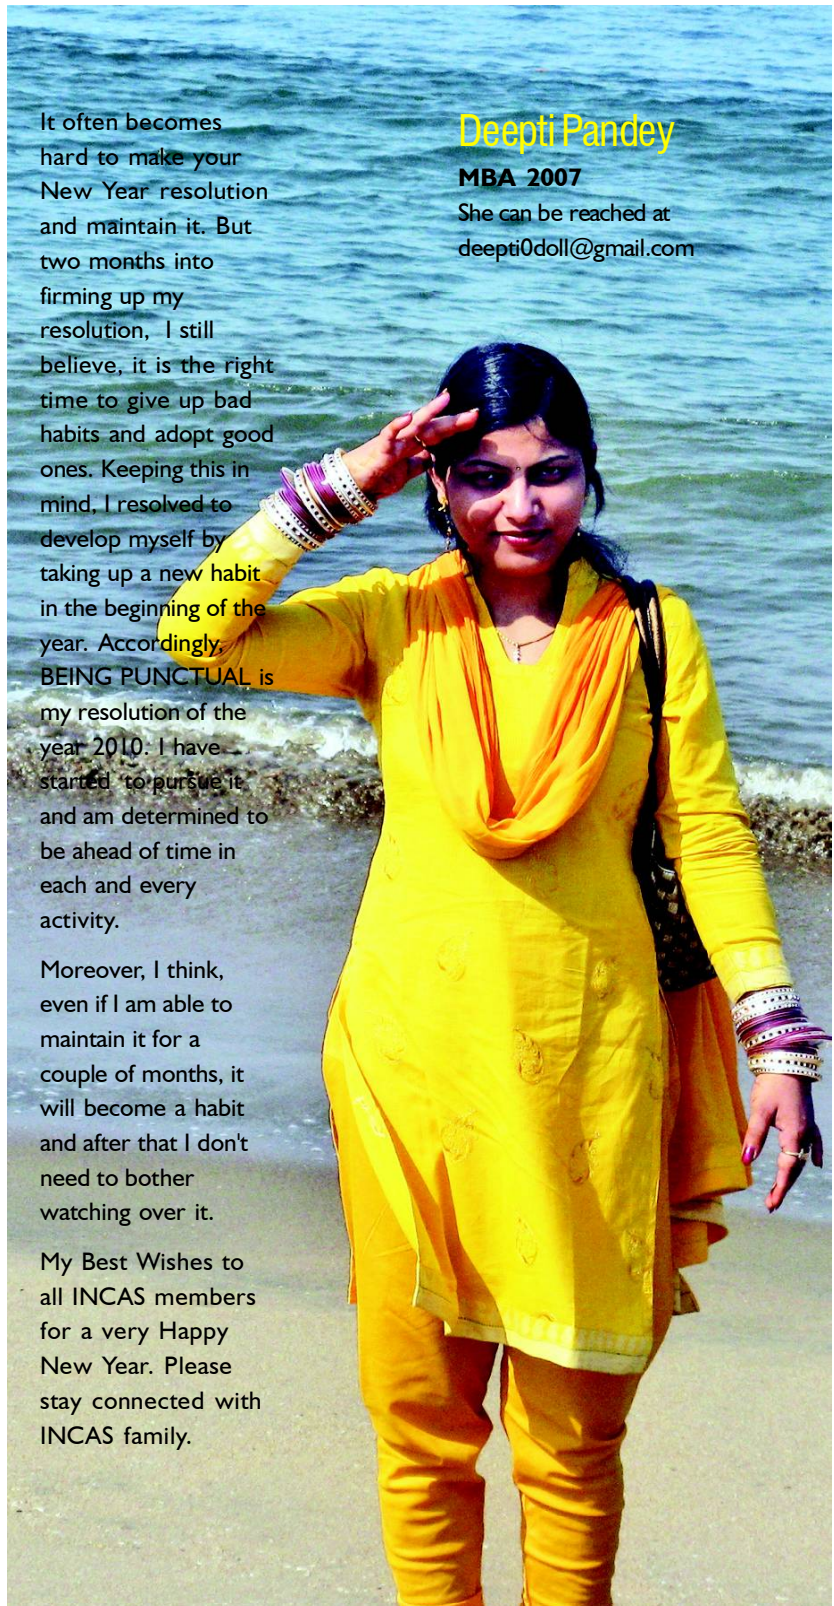 It often becomes
hard to make your
New Year resolution
and maintain it. But
two months into
firming up my
resolution, I still
believe, it is the right
time to give up bad
habits and adopt good
ones. Keeping this in
mind, I resolved to
develop myself by
taking up a new habit
in the beginning of the
year. Accordingly,
BEING PUNCTUAL is
my resolution of the
year 2010. I have
started to pursue it
and am determined to
be ahead of time in
each and every
activity.
Moreover, I think,
even if I am able to
maintain it for a
couple of months, it
will become a habit
and after that I don't
need to bother
watching over it.
My Best Wishes to
all INCAS members
for a very Happy
New Year. Please
stay connected with
INCAS family.
Deepti Pandey
MBA 2007
She can be reached at
deepti0doll@gmail.com